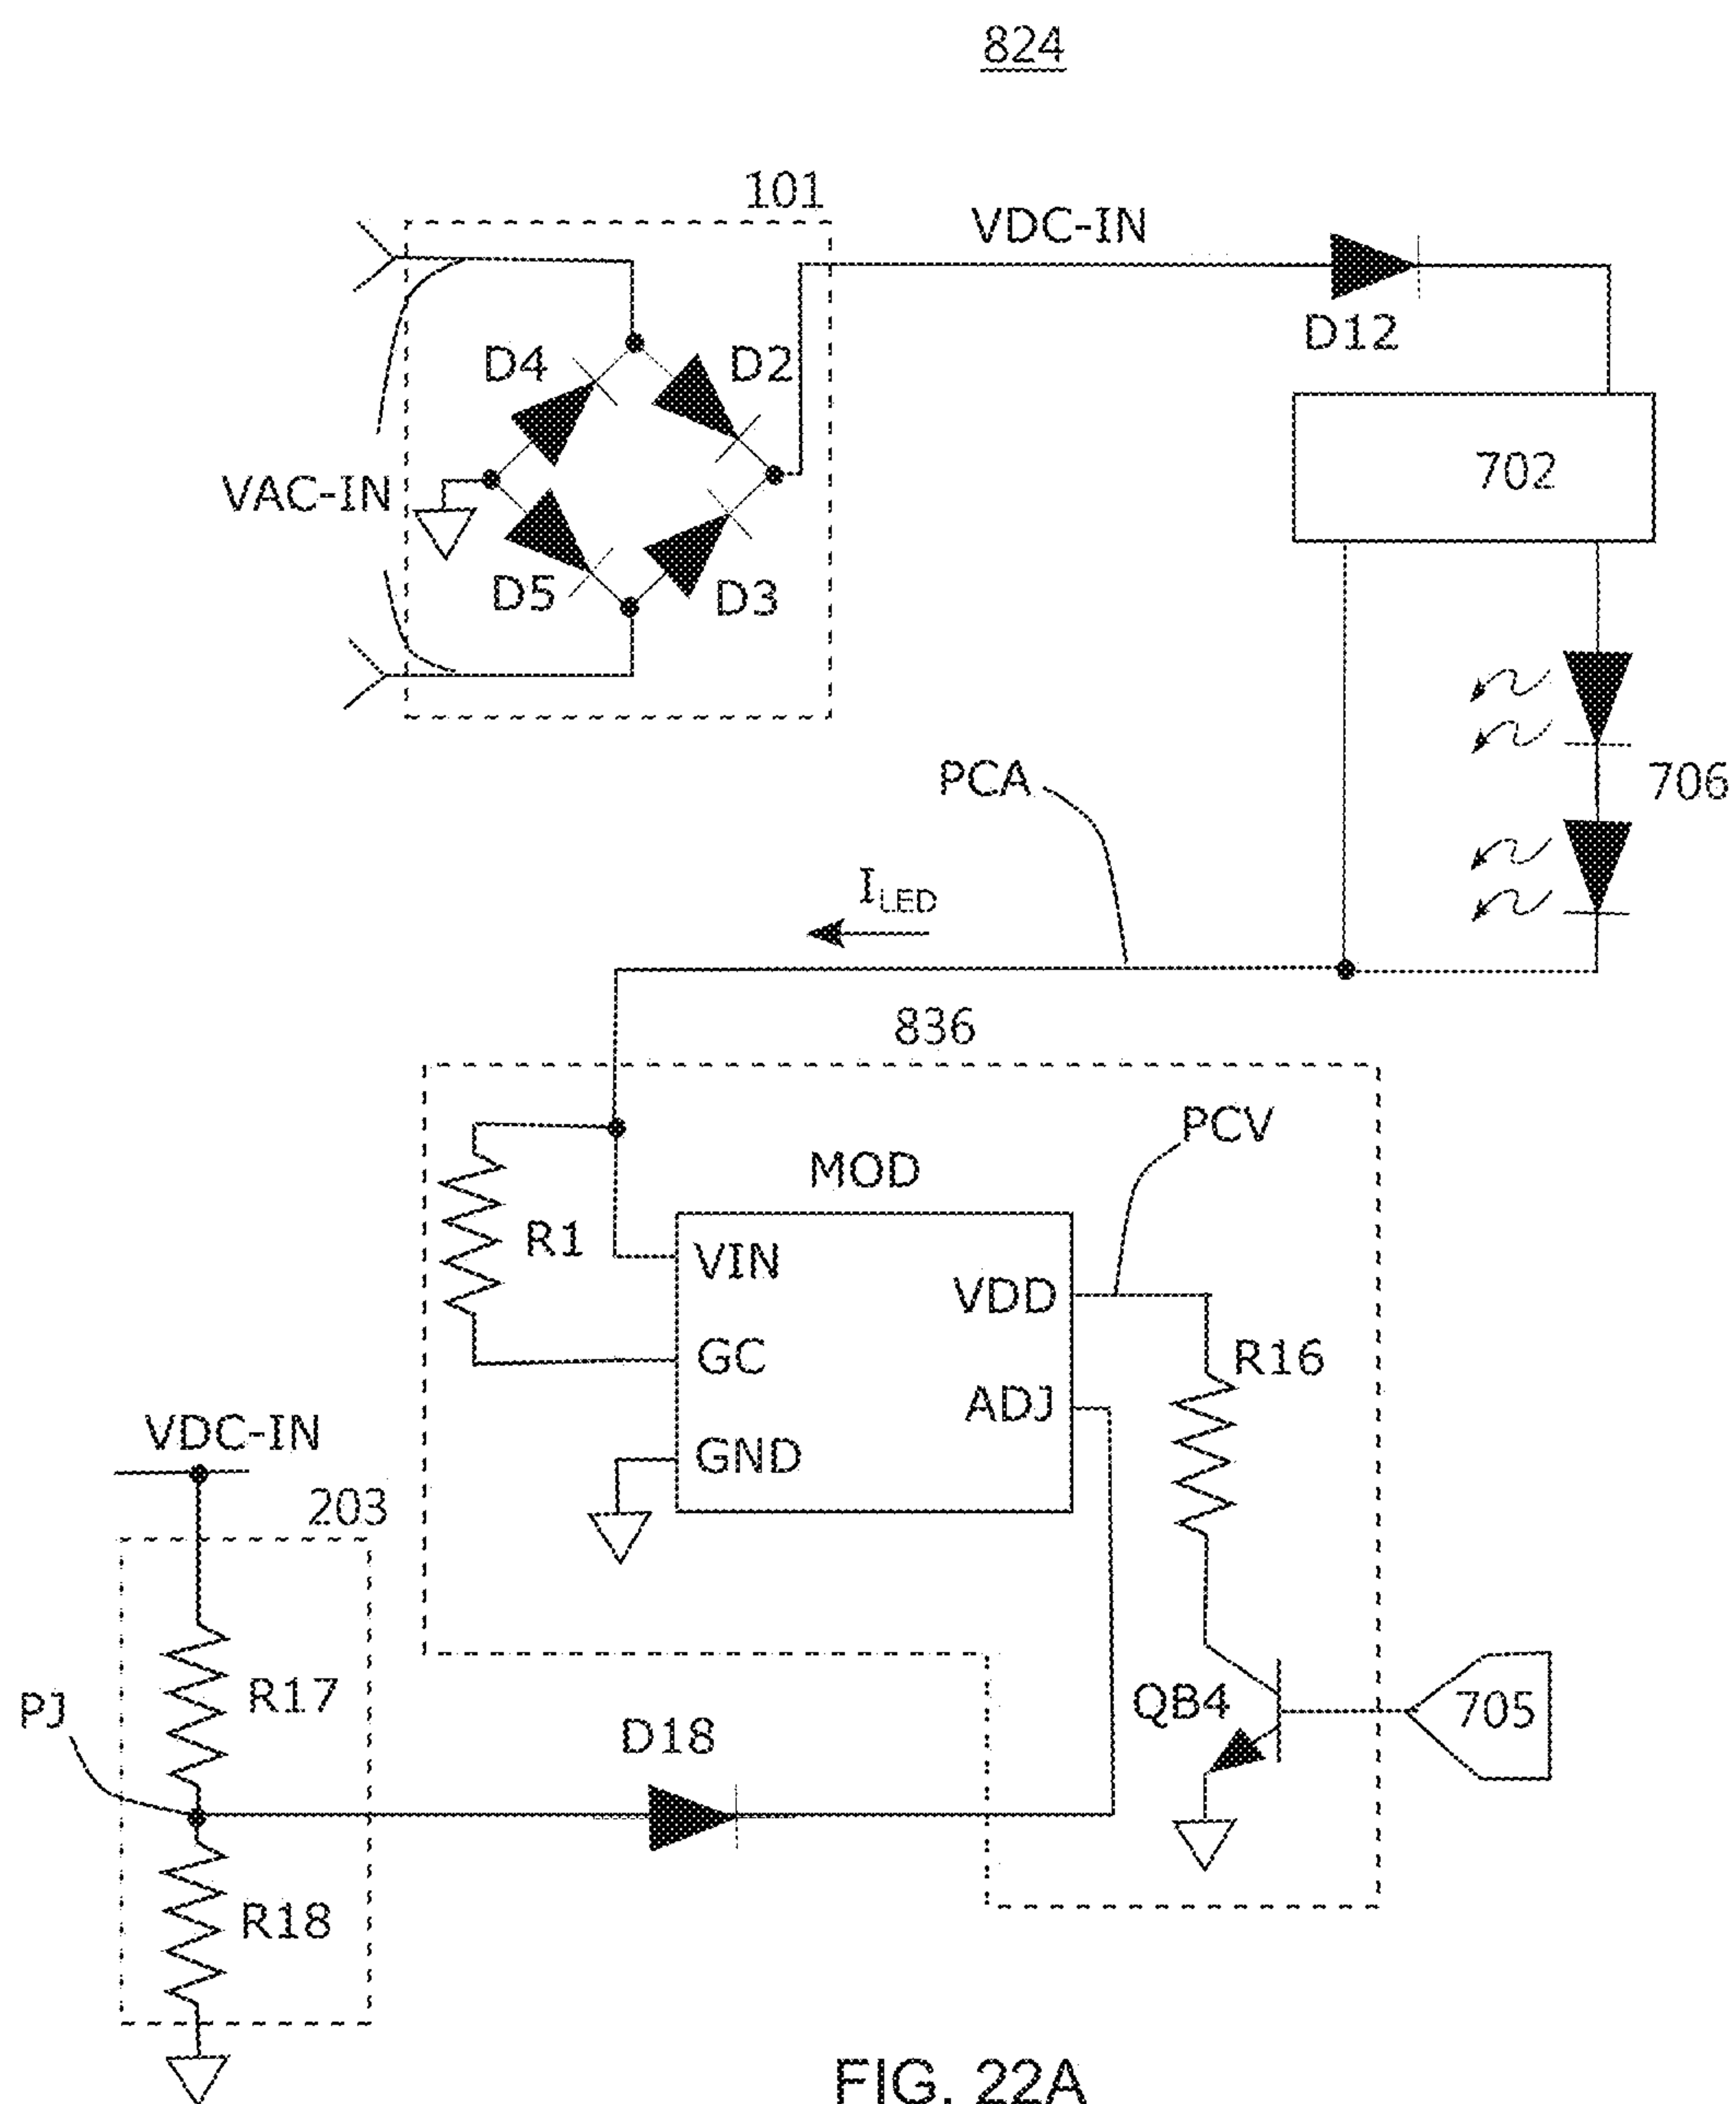 824
101
VDC-IN
D4
D2
D12
VAC-IN
702
D5
D3
706
PCA
ILED
836
PCV
MOD
R1
VIN
VDD
GC
R16
ADJ
GND
VDC-IN
203
R17
PJ
QB4
705
D18
R18
FIG. 22A